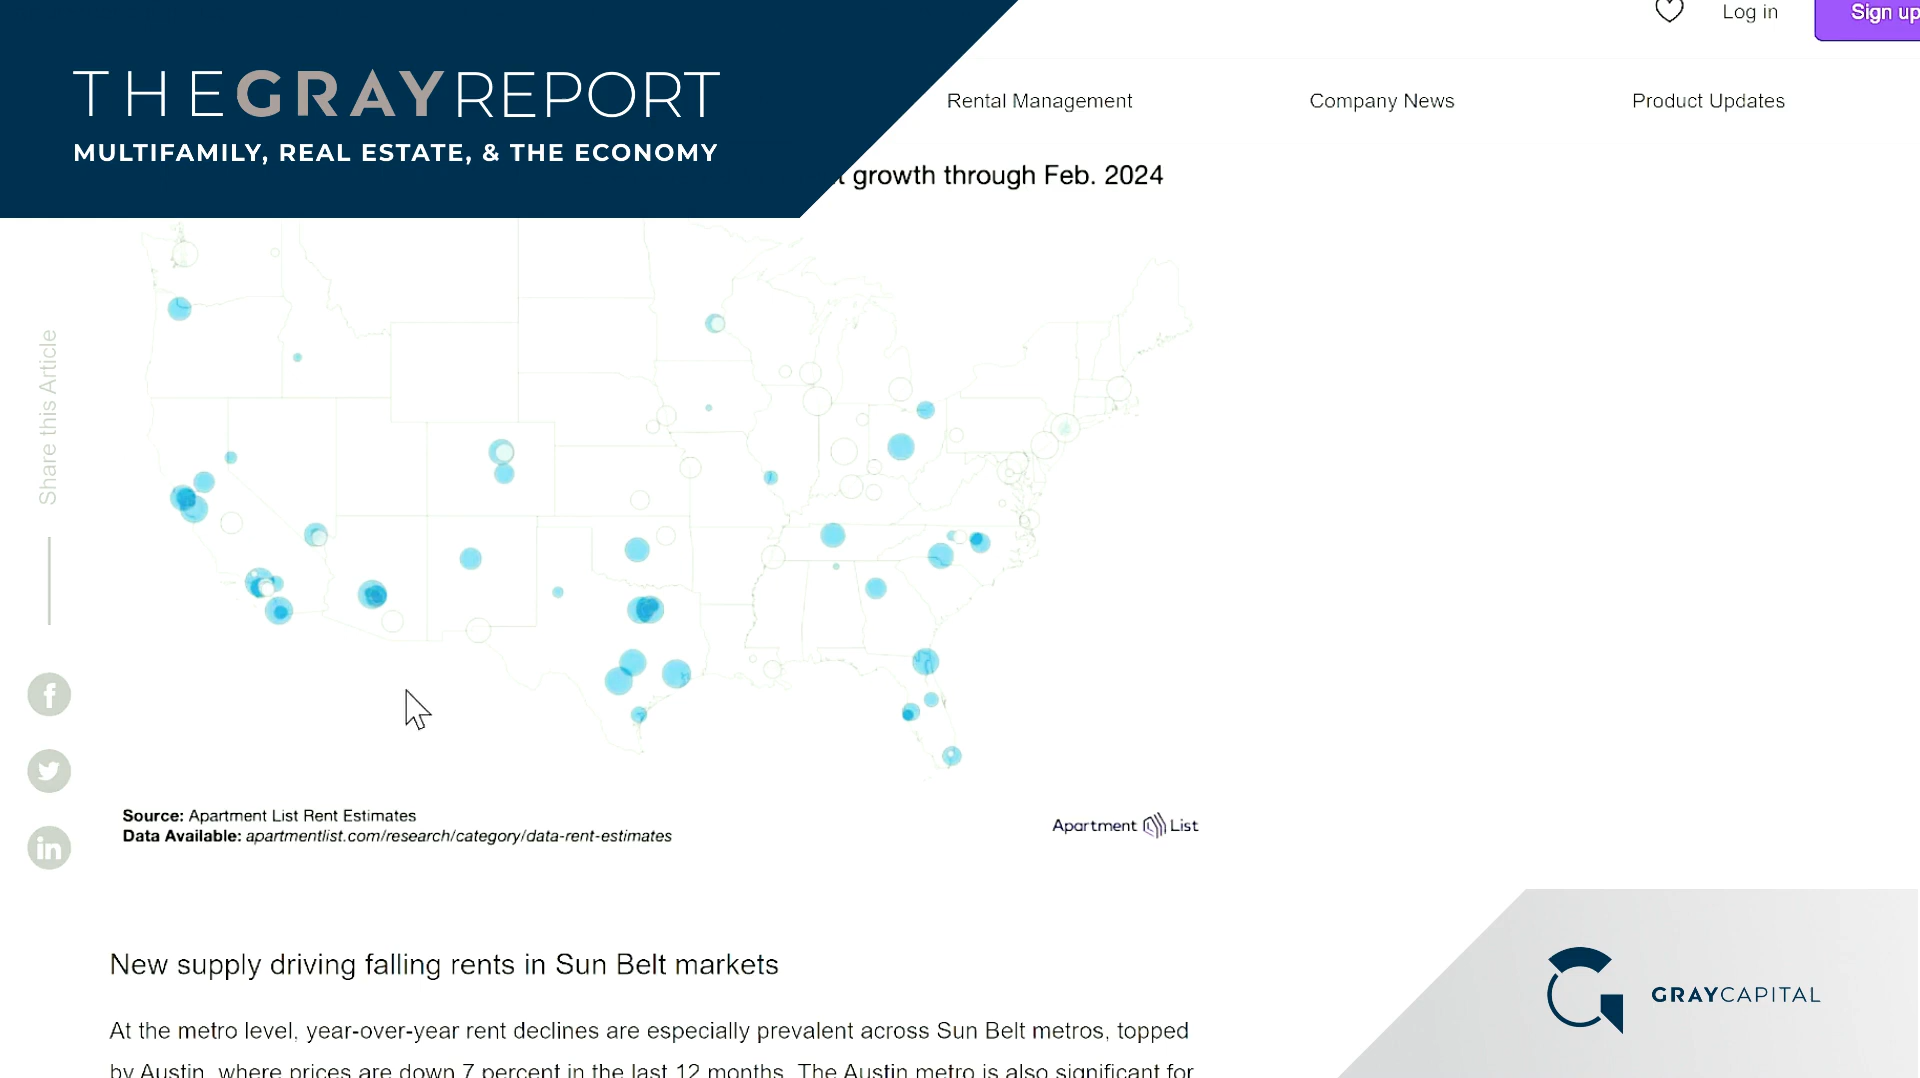 THEGRAYREPORT
MULTIFAMILY, REAL ESTATE, & THE ECONOMY
Log in
Sign up
Rental Management
Company News
Product Updates
growth through Feb. 2024
Share this Article
Source: Apartment List Rent Estimates
Data Available: apartmentlist.com/research/category/data-rent-estimates
Apartment List
New supply driving falling rents in Sun Belt markets
At the metro level, year-over-year rent declines are especially prevalent across Sun Belt metros, topped
by Austin, where prices are down 7 percent in the last 12 months. The Austin metro is also significant for
GRAYCAPITAL